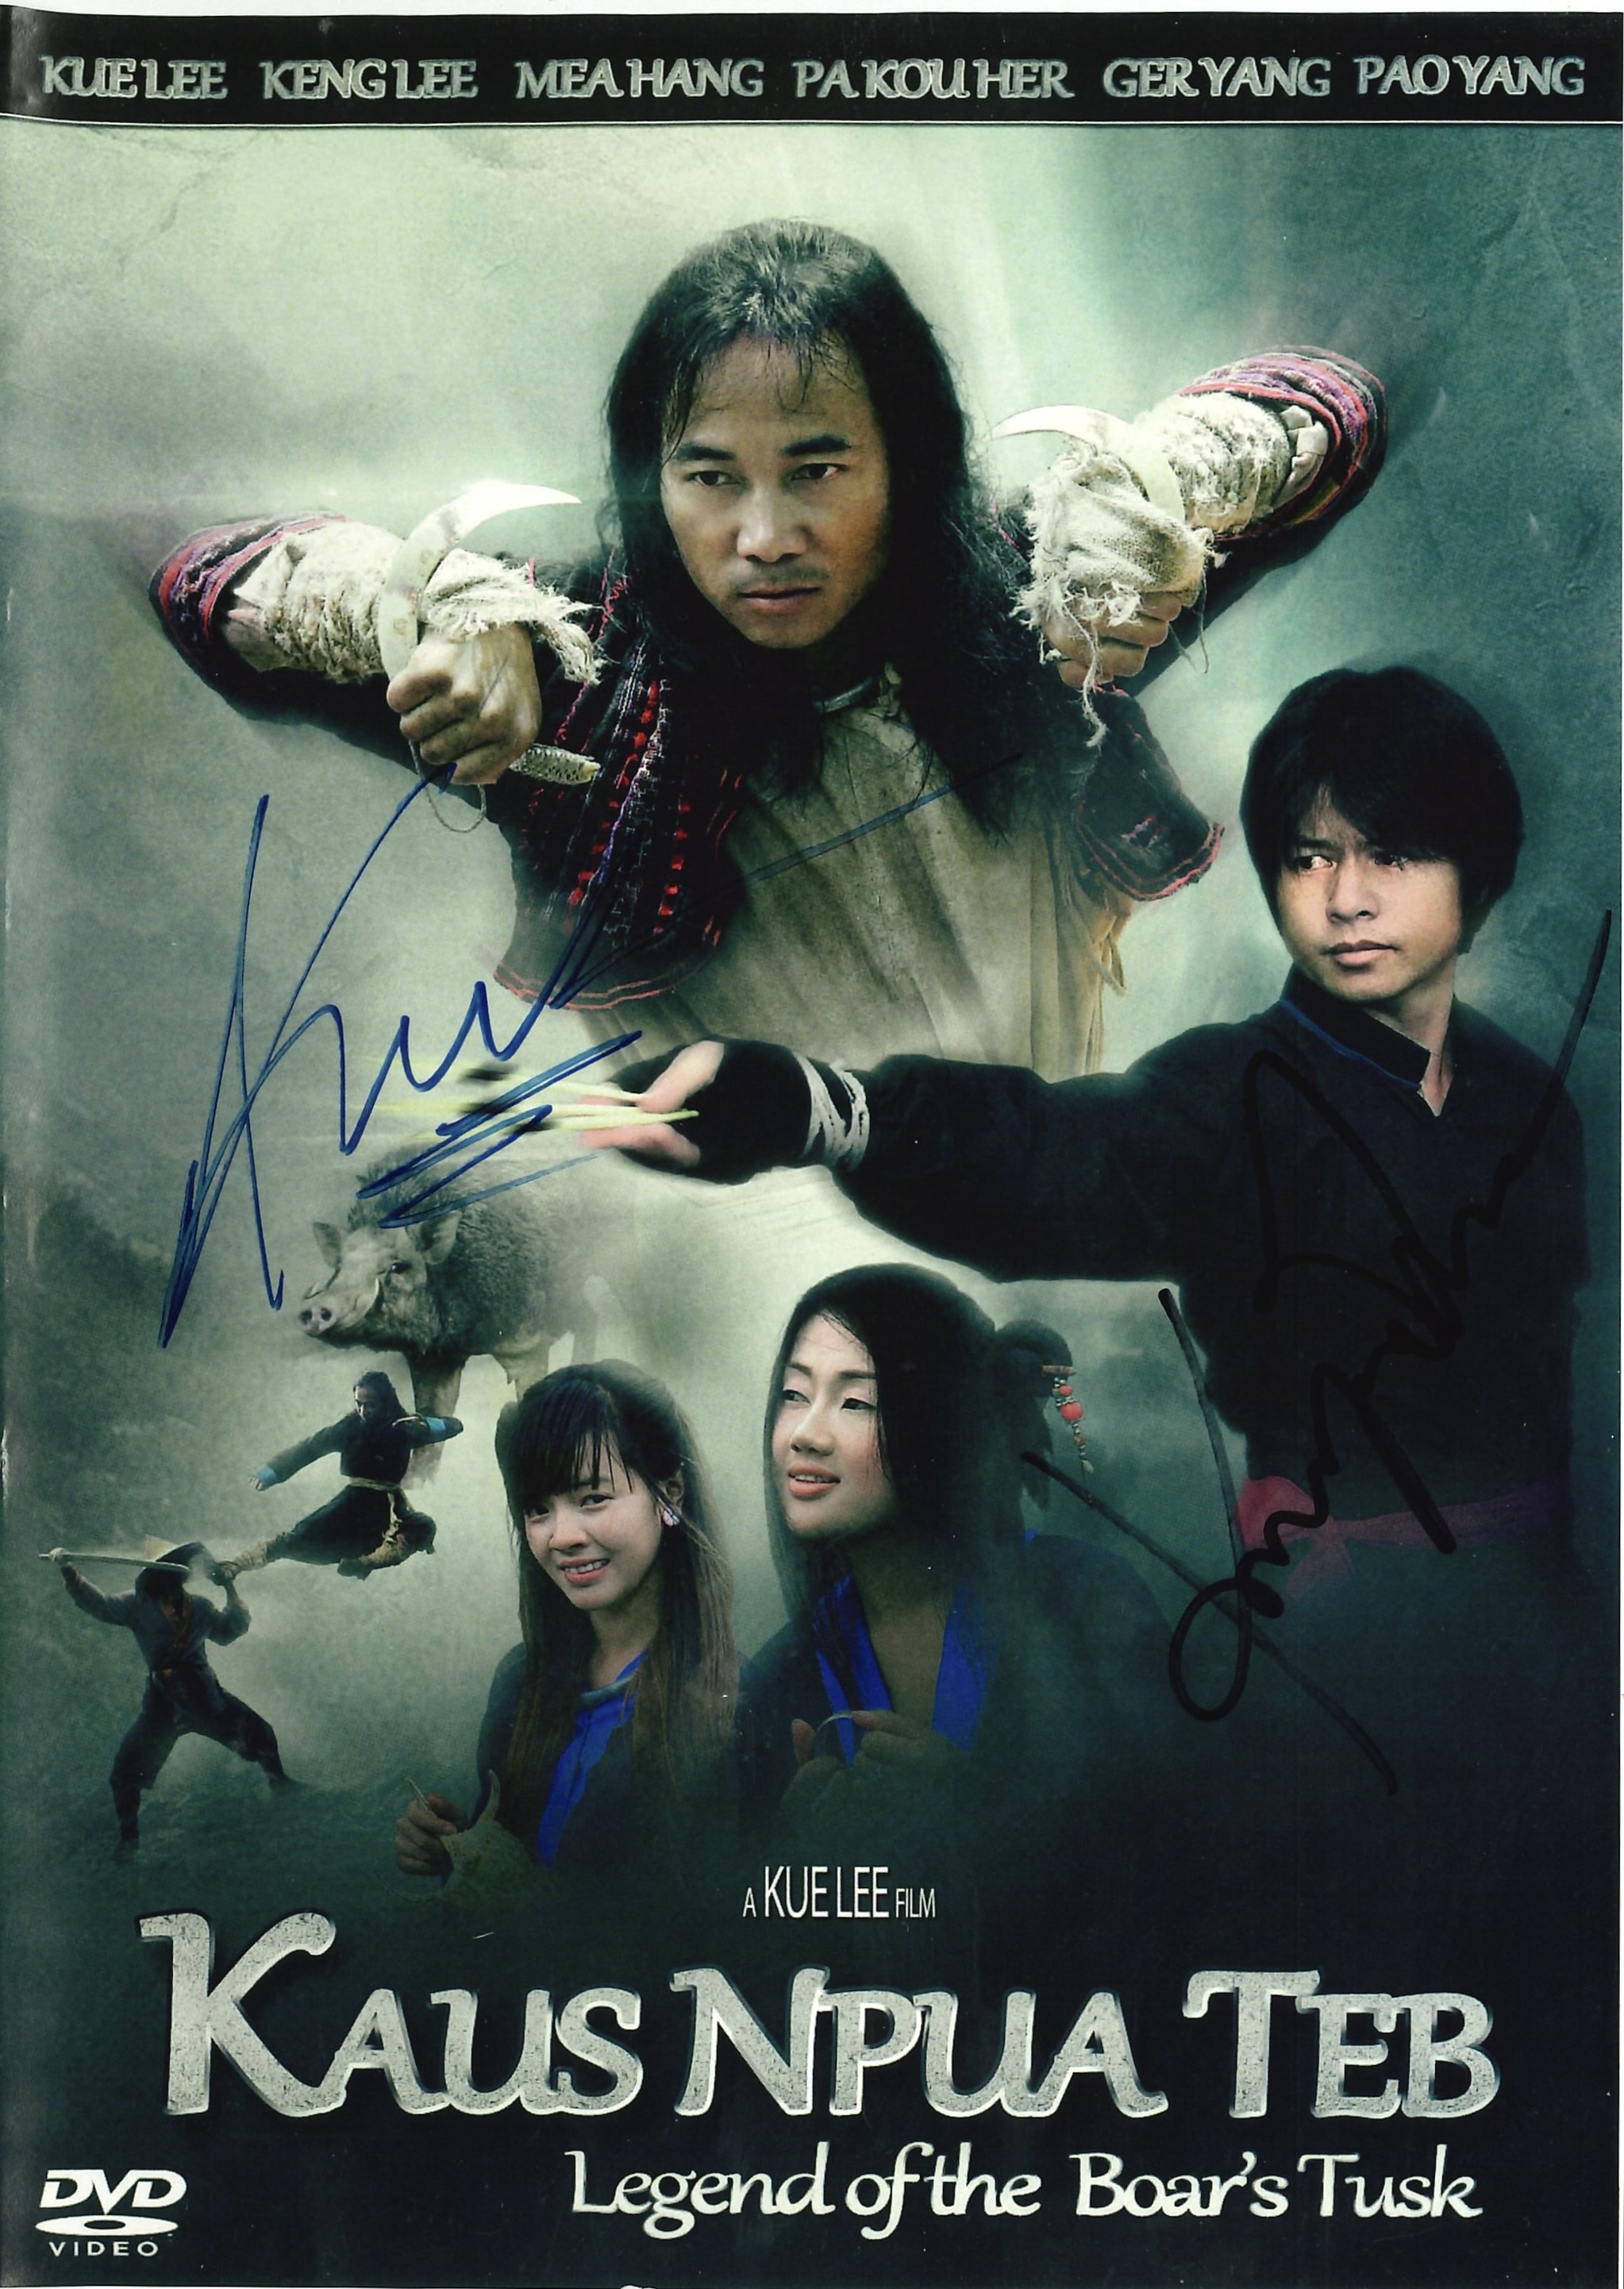 KUE LEE KENG LEE MEA HANG PA KOU HER GER YANG PAO YANG
Kue
A KUE LEE FILM
KAUS NPUA TEB
Legend of the Boar's Tusk
DVD
VIDEO